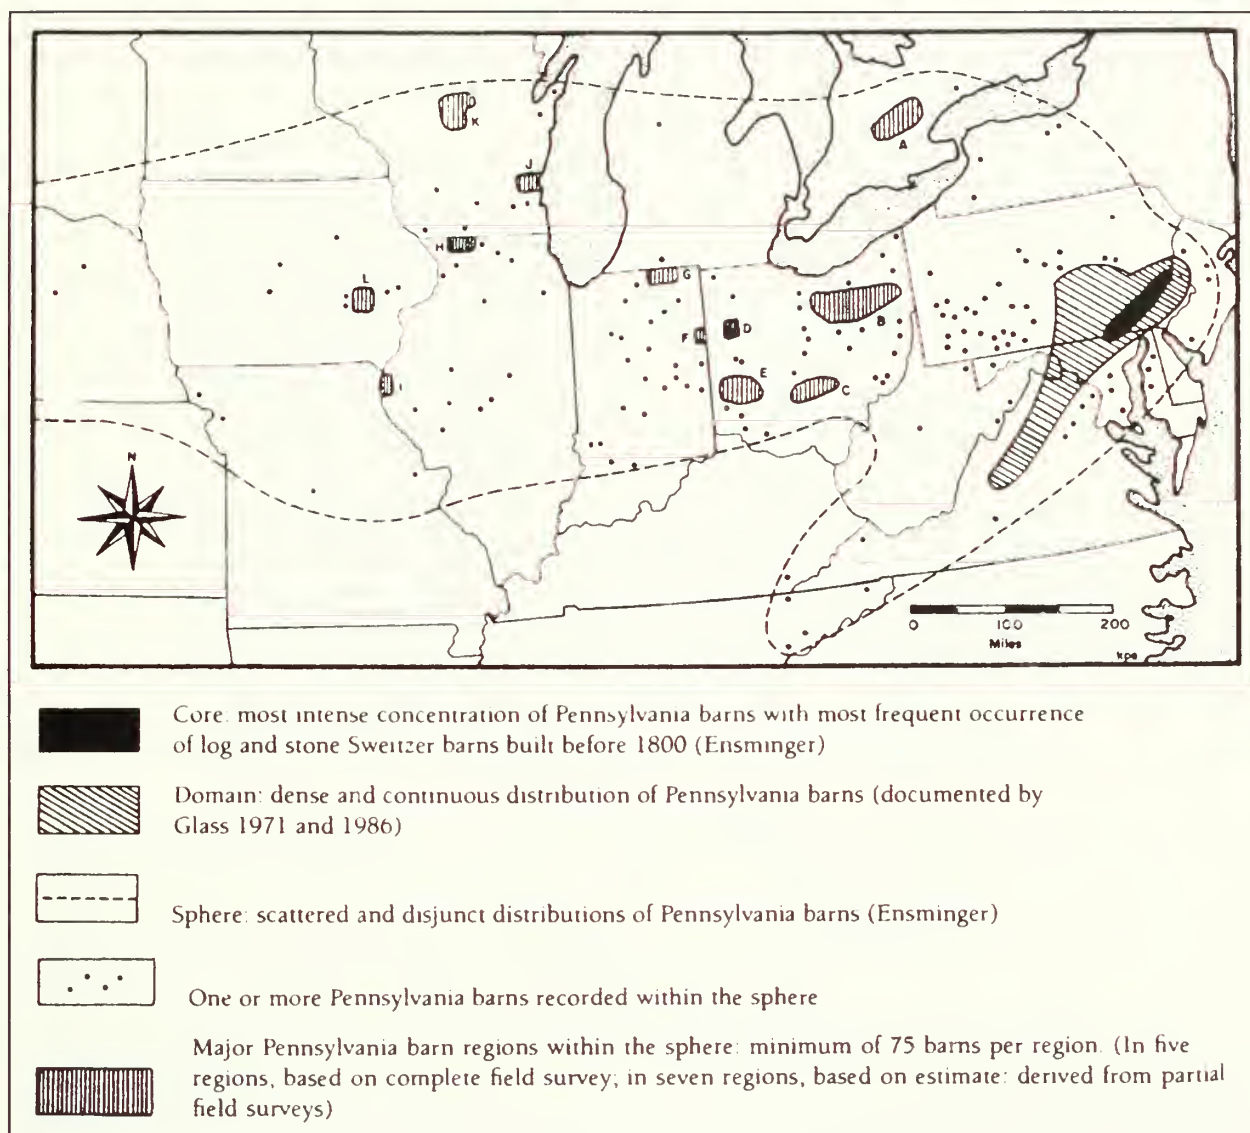 K
A
J
H
G
L
B
F
D
E
C
I
N
0
100
200
Miles
kpe
Core: most intense concentration of Pennsylvania barns with most frequent occurrence
of log and stone Sweitzer barns built before 1800 (Ensminger)
Domain: dense and continuous distribution of Pennsylvania barns (documented by
Glass 1971 and 1986)
Sphere: scattered and disjunct distributions of Pennsylvania barns (Ensminger)
One or more Pennsylvania barns recorded within the sphere
Major Pennsylvania barn regions within the sphere: minimum of 75 barns per region. (In five
regions, based on complete field survey; in seven regions, based on estimate: derived from partial
field surveys)